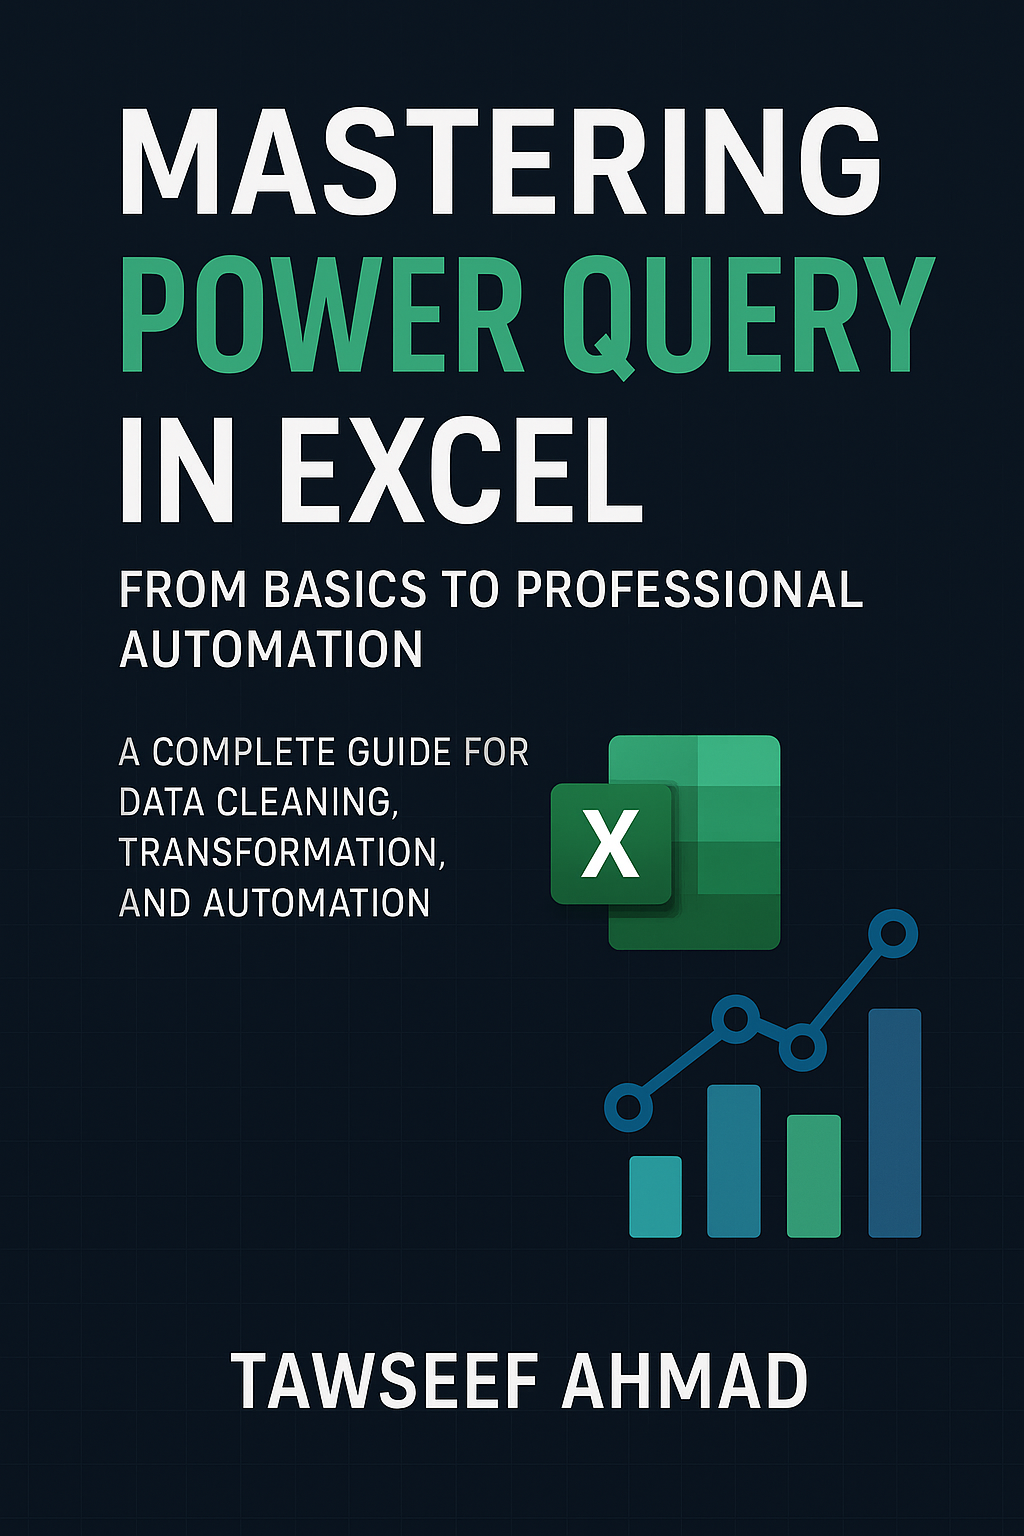 MASTERING
POWER QUERY
IN EXCEL
FROM BASICS TO PROFESSIONAL
AUTOMATION
A COMPLETE GUIDE FOR
DATA CLEANING,
TRANSFORMATION,
AND AUTOMATION
X
TAWSEEF AHMAD